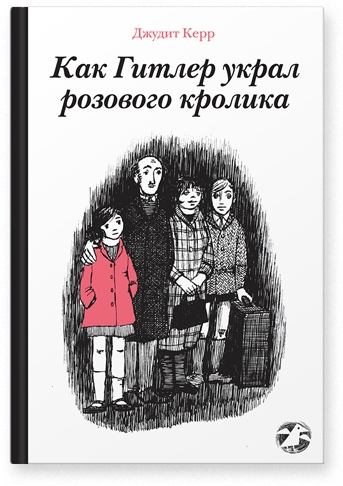 Джудит Керр
Как Гитлер украл
розового кролика